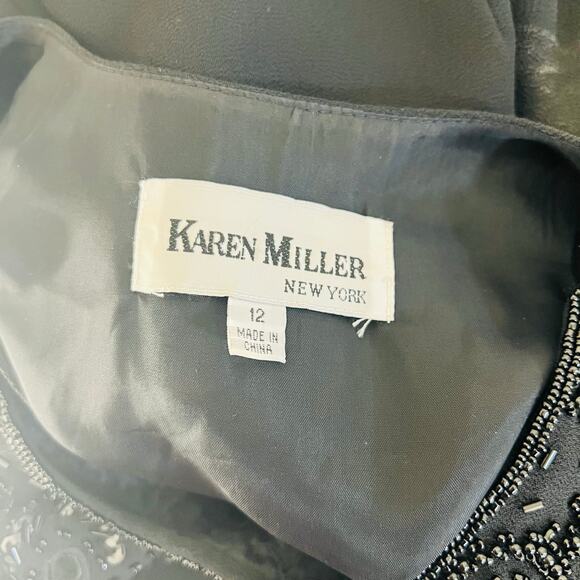 KAREN MILLER
NEW YORK
12
MADE IN
CHINA